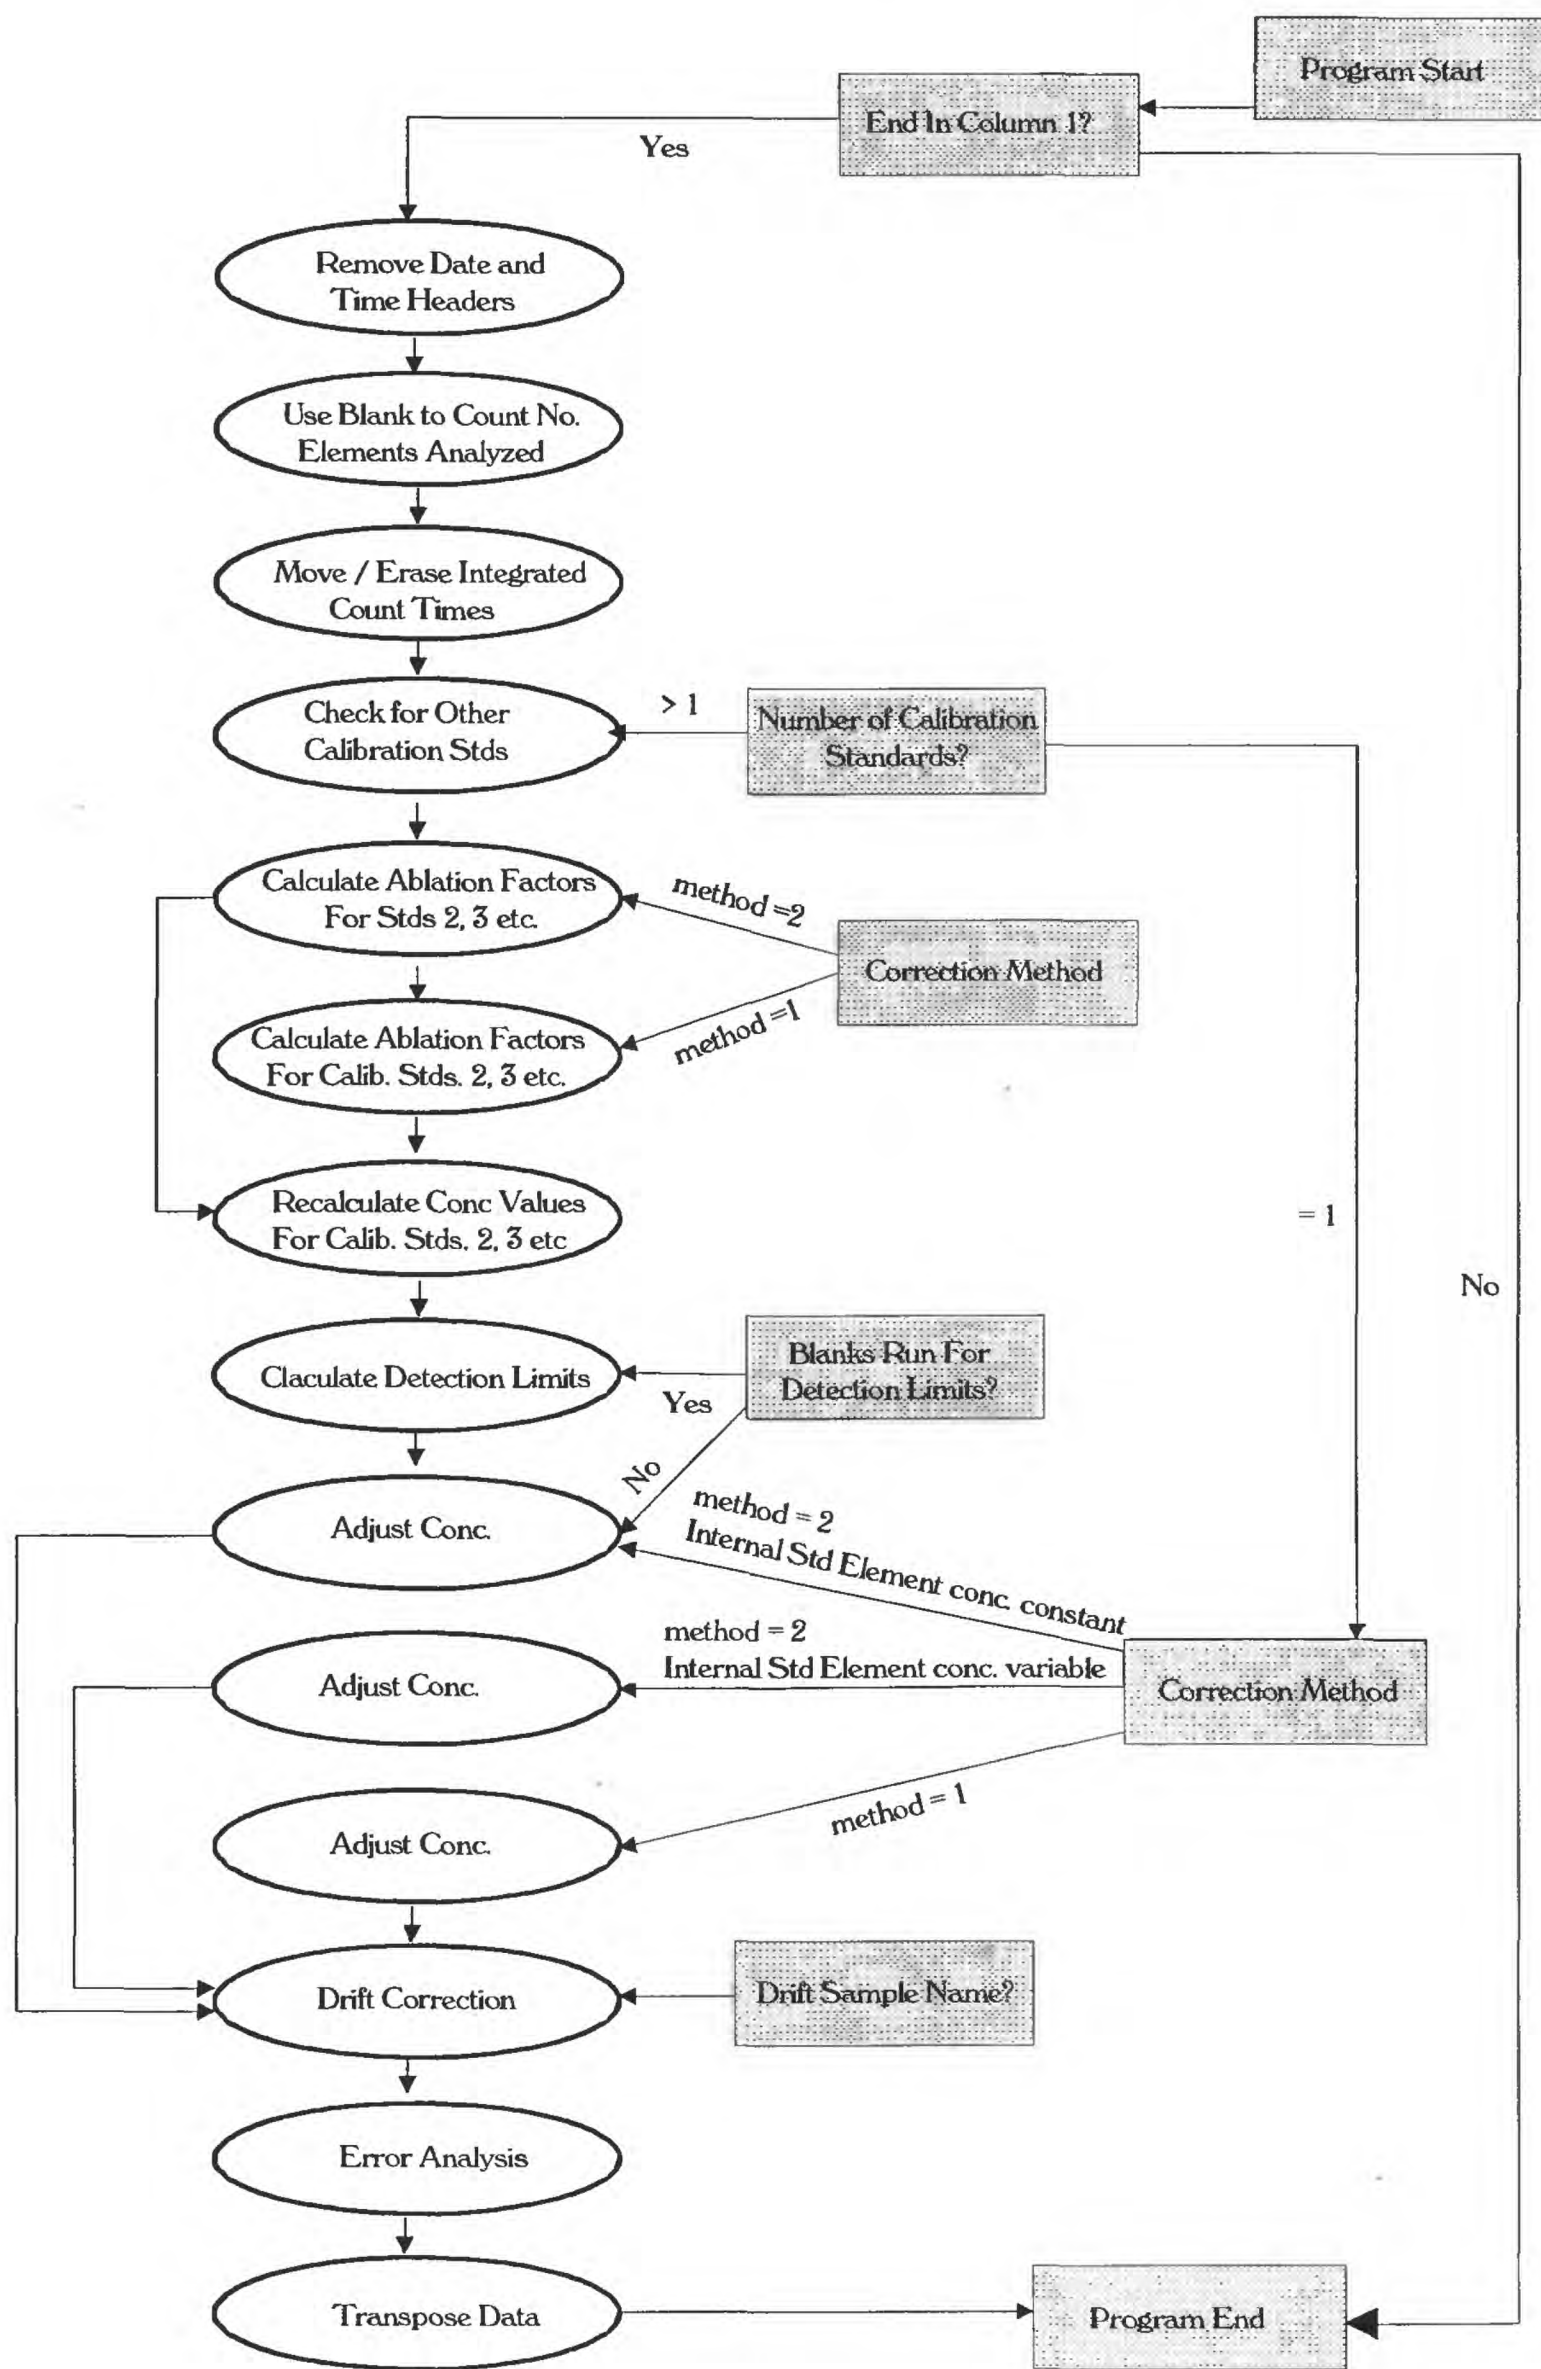 Program Start
End In Column 1?
Yes
Remove Date and
Time Headers
Use Blank to Count No.
Elements Analyzed
Move / Erase Integrated
Count Times
Check for Other
Calibration Stds
> 1
Number of Calibration
Standards?
Calculate Ablation Factors
For Stds 2, 3 etc.
method =2
Correction Method
method =1
Calculate Ablation Factors
For Calib. Stds. 2, 3 etc.
Recalculate Conc Values
For Calib. Stds. 2, 3 etc
= 1
No
Claculate Detection Limits
Yes
Blanks Run For
Detection Limits?
No
Adjust Conc.
method = 2
Internal Std Element conc. constant
method = 2
Internal Std Element conc. variable
Adjust Conc.
Correction Method
method = 1
Adjust Conc.
Drift Correction
Drift Sample Name?
Error Analysis
Transpose Data
Program End